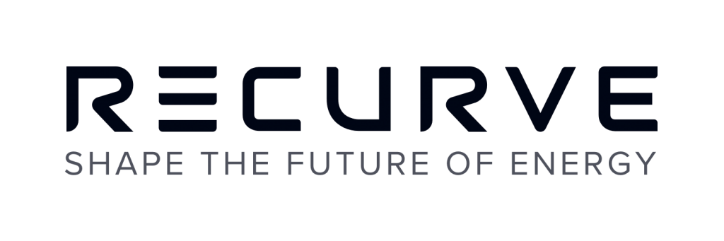 RECURVE
SHAPE THE FUTURE OF ENERGY